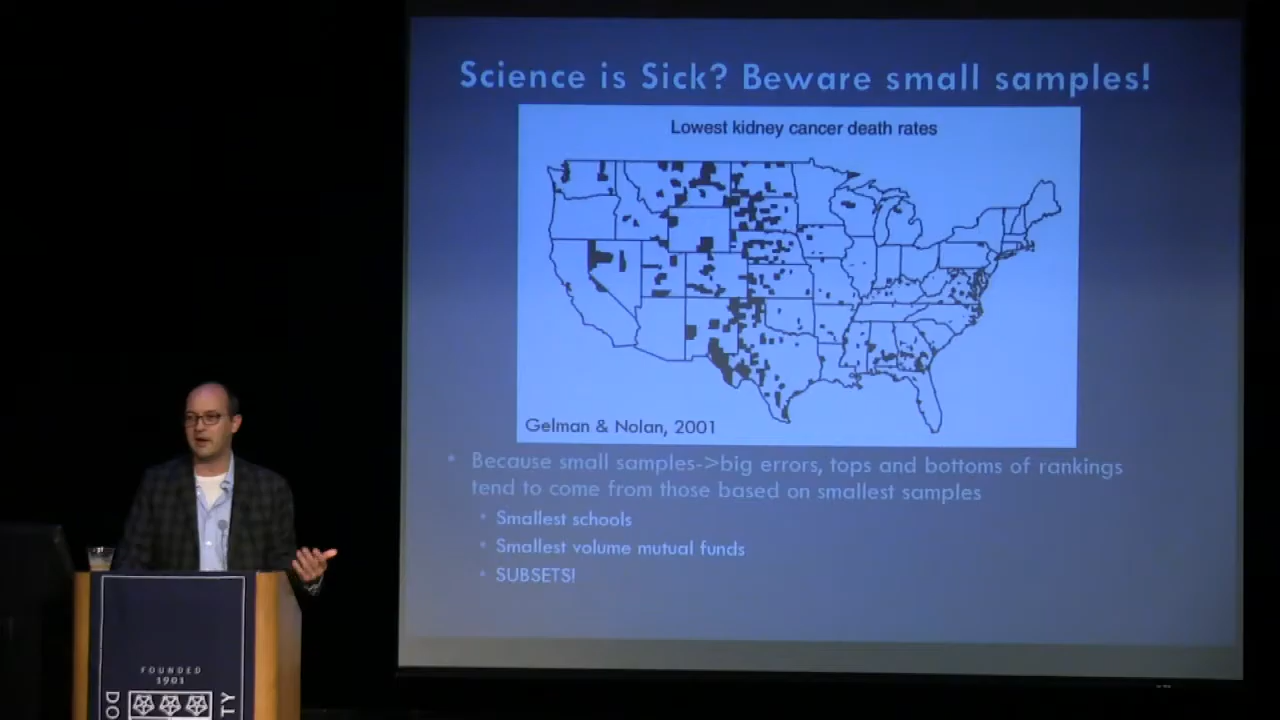 Science is Sick? Beware small samples!
Lowest kidney cancer death rates
Gelman & Nolan, 2001
• Because small samples->big errors, tops and bottoms of rankings
tend to come from those based on smallest samples
• Smallest schools
• Smallest volume mutual funds
• SUBSETS!
FOUNDED
1901
DO
TY